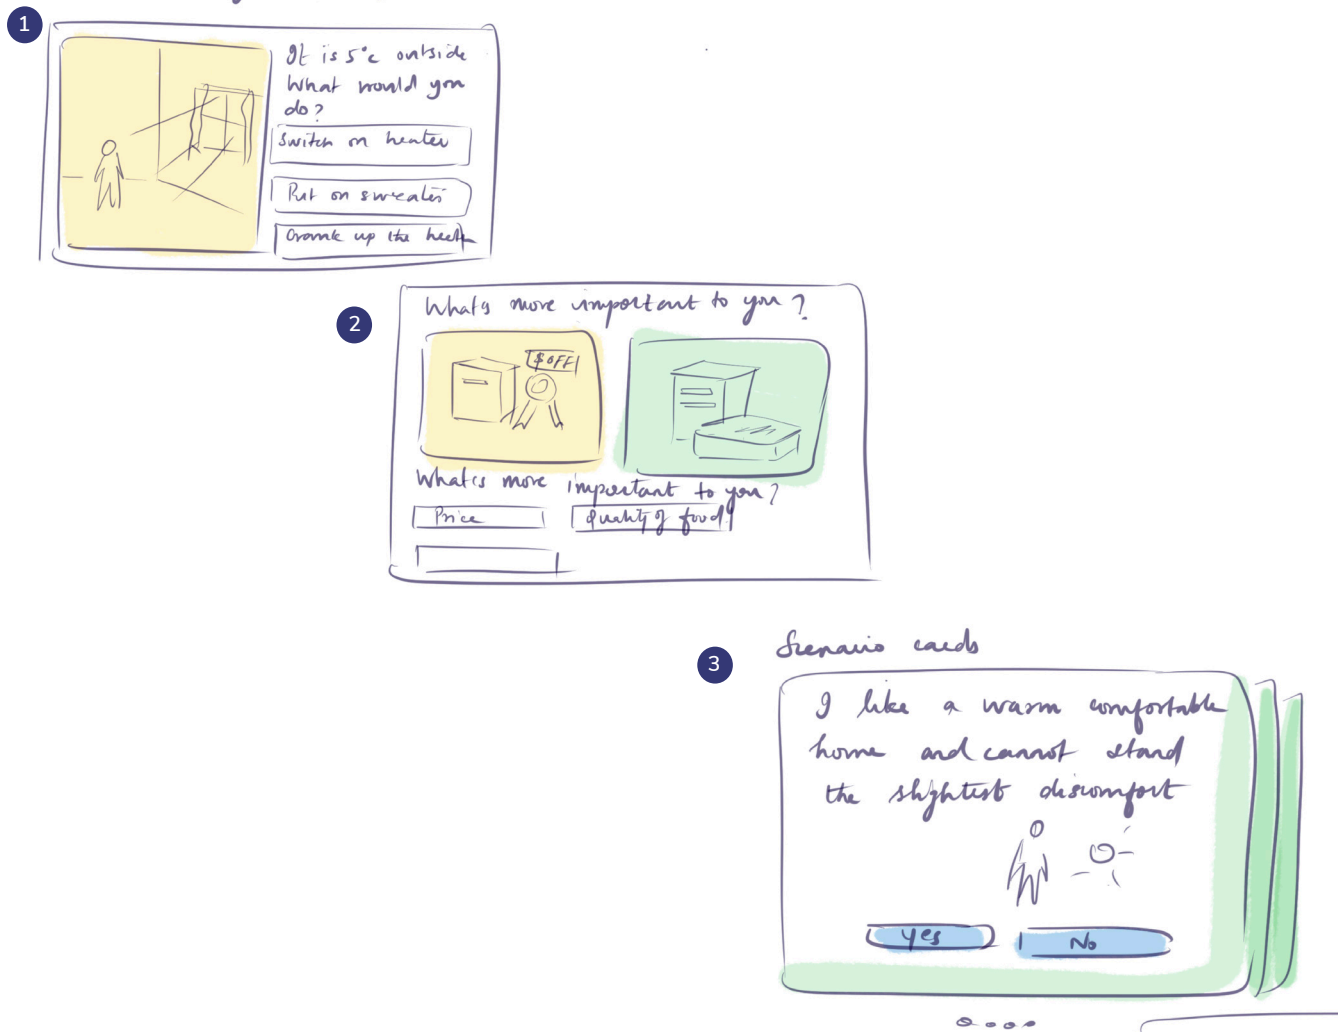 1
It is 5°c outside
What would you
do?
Switch on heater
Put on sweater
Crank up the heat
2
What's more important to you?
$ OFF
What is more important to you?
Price
Quality of food
3
Scenario cards
I like a warm comfortable
home and cannot stand
the slightest discomfort
Yes
No